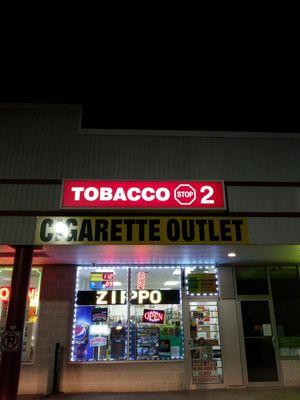 TOBACCO STOP 2
CIGARETTE OUTLET
ZIPPO
OPEN